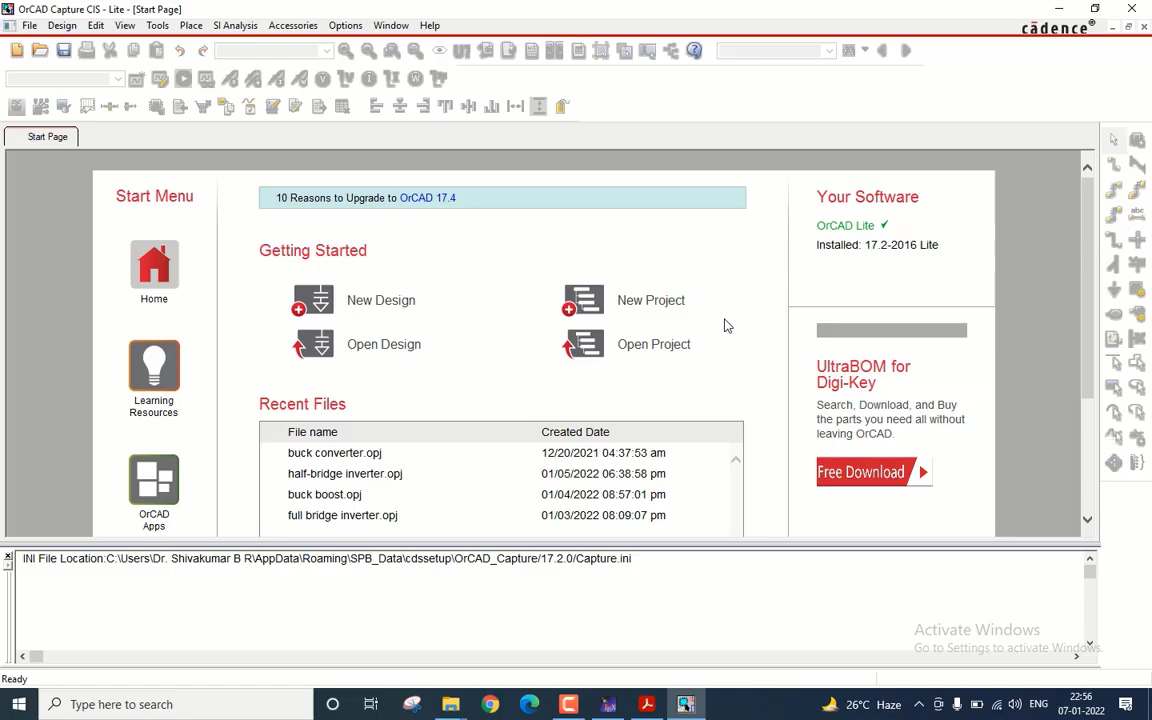 OrCAD Capture CIS - Lite - [Start Page]
File Design Edit View Tools Place SI Analysis Accessories Options Window Help
cādence®
Start Page
Start Menu
Home
Learning
Resources
OrCAD
Apps
10 Reasons to Upgrade to OrCAD 17.4
Getting Started
New Design
New Project
Open Design
Open Project
Recent Files
File name Created Date
buck converter.opj 12/20/2021 04:37:53 am
half-bridge inverter.opj 01/05/2022 06:38:58 pm
buck boost.opj 01/04/2022 08:57:01 pm
full bridge inverter.opj 01/03/2022 08:09:07 pm
Your Software
OrCAD Lite ✓
Installed: 17.2-2016 Lite
UltraBOM for
Digi-Key
Search, Download, and Buy
the parts you need all without
leaving OrCAD.
Free Download
INI File Location:C:\Users\Dr. Shivakumar B R\AppData\Roaming\SPB_Data\cdssetup\OrCAD_Capture/17.2.0/Capture.ini
Activate Windows
Go to Settings to activate Windows.
Ready
Type here to search
26°C Haze
ENG
22:56
07-01-2022